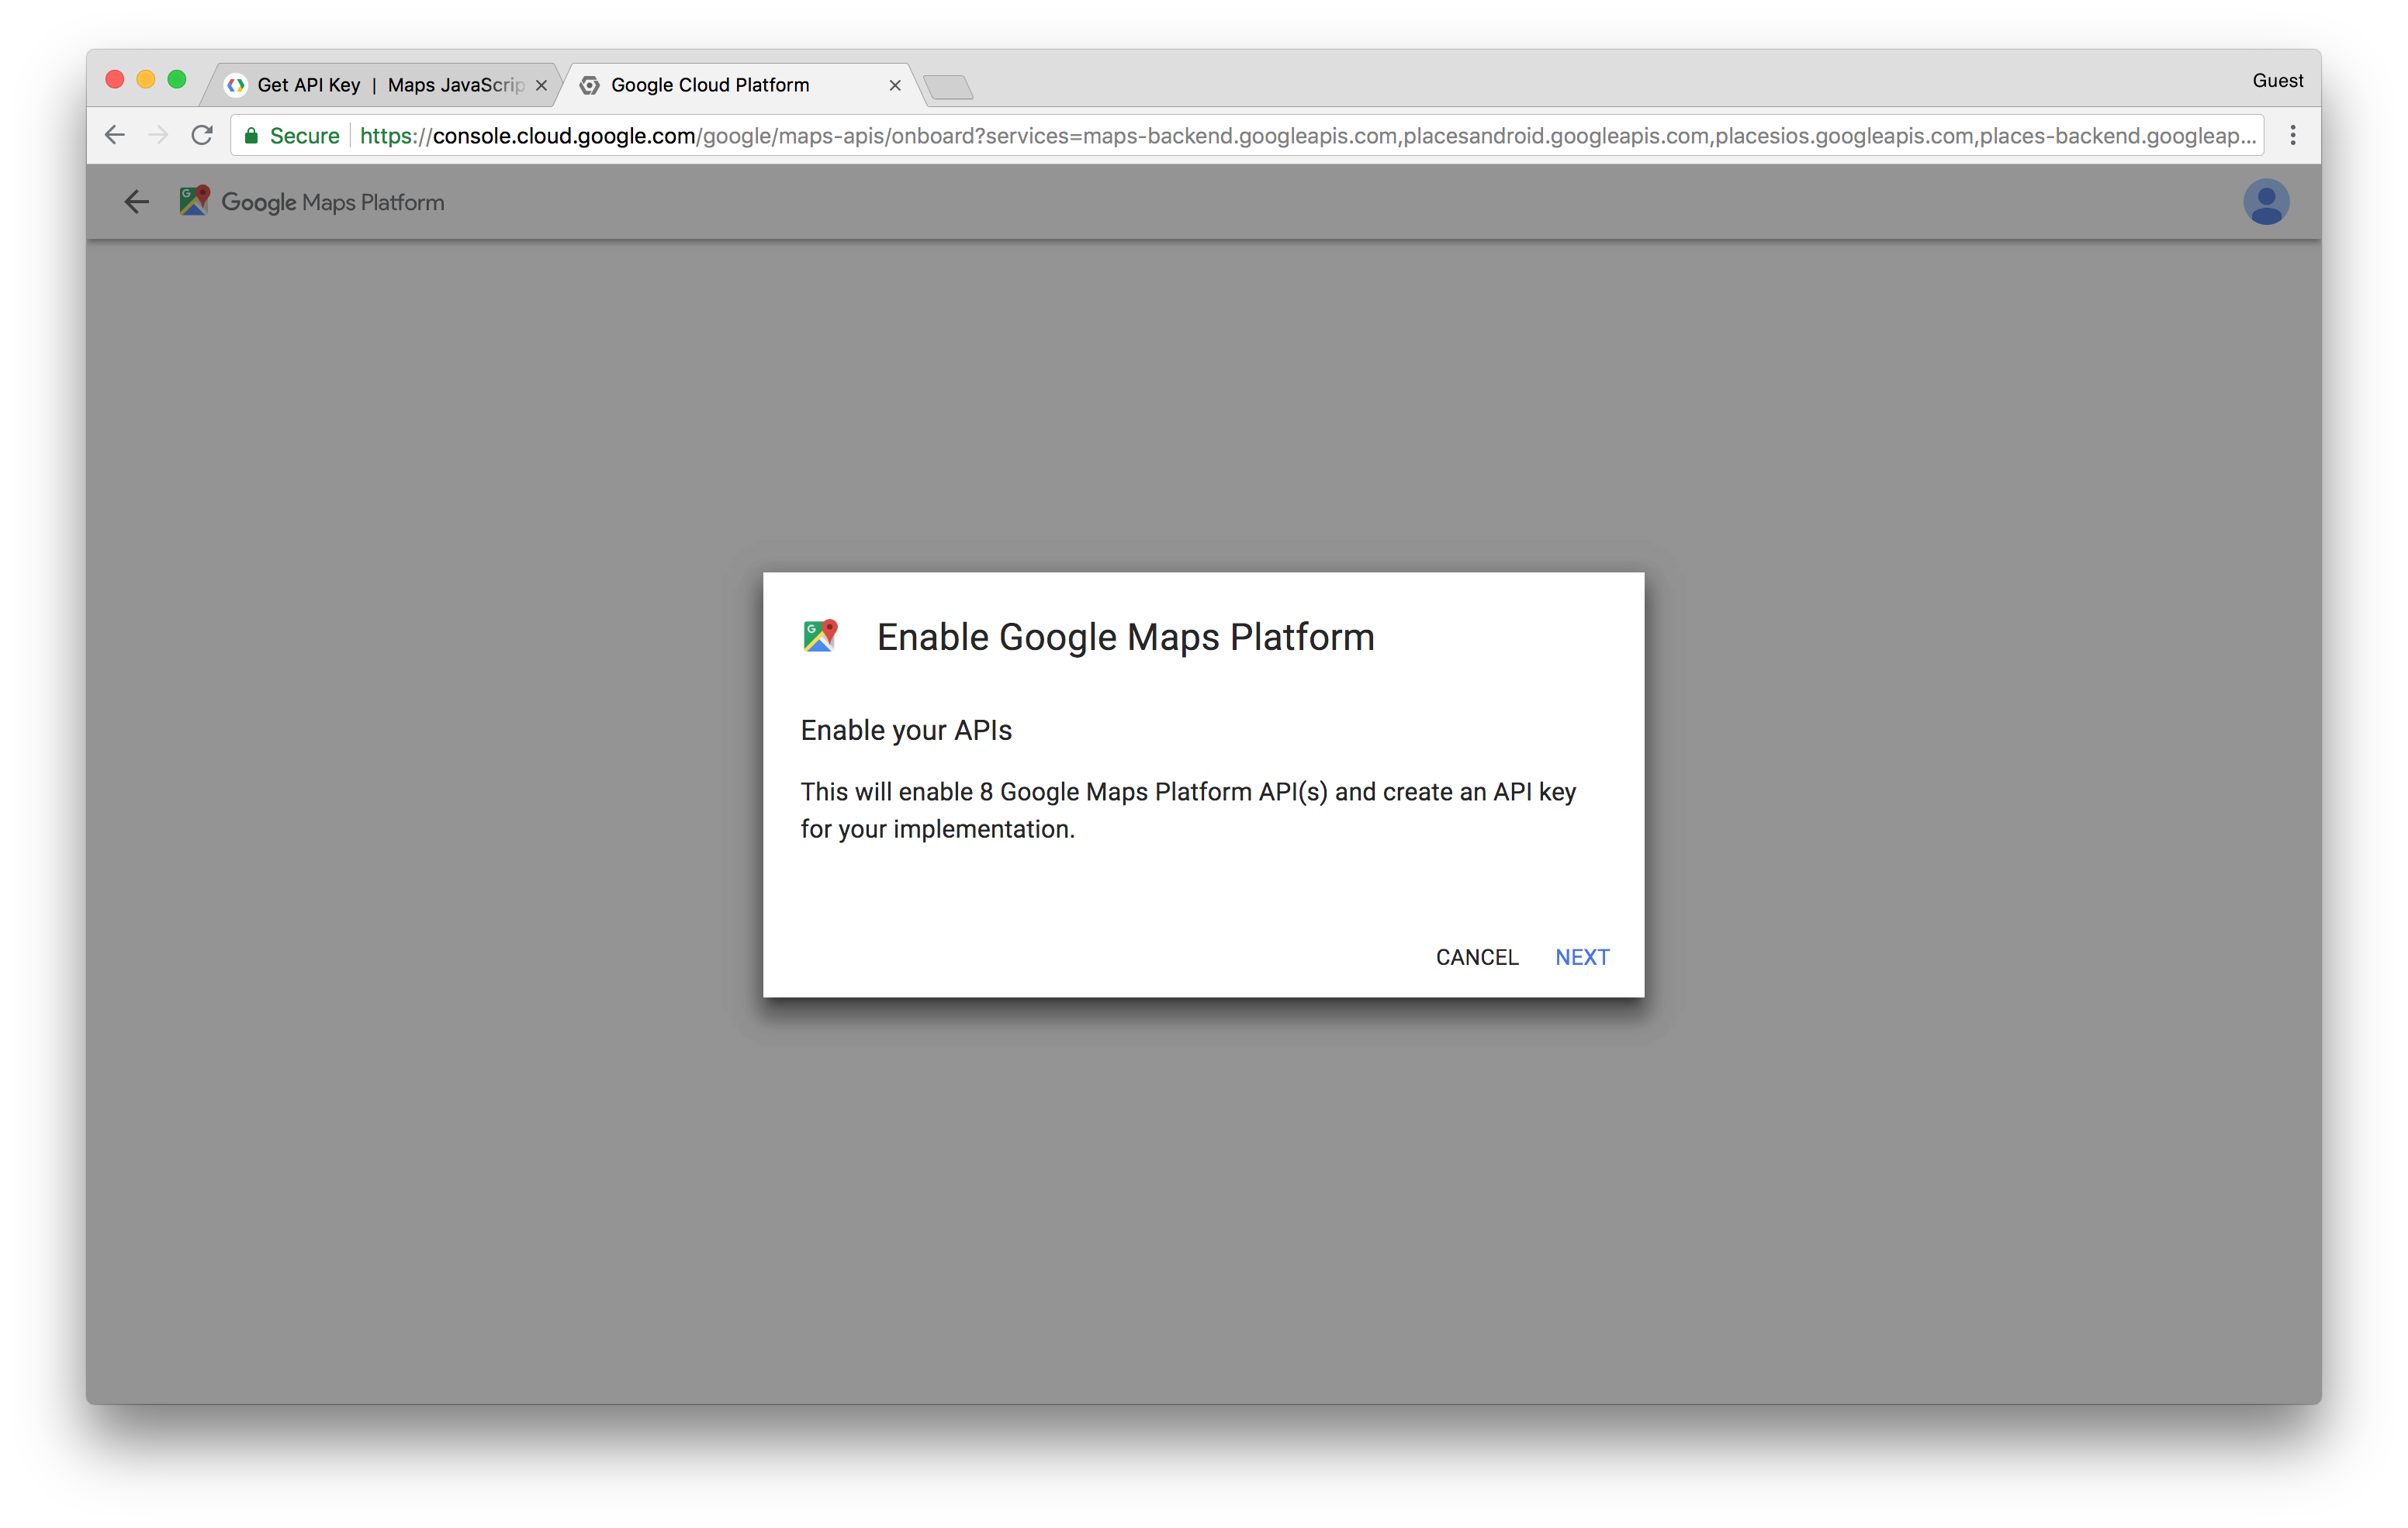 Get API Key | Maps JavaScrip
Google Cloud Platform
Guest
Secure
https://console.cloud.google.com/google/maps-apis/onboard?services=maps-backend.googleapis.com,placesandroid.googleapis.com,placesios.googleapis.com,places-backend.googleap...
Google Maps Platform
Enable Google Maps Platform
Enable your APIs
This will enable 8 Google Maps Platform API(s) and create an API key
for your implementation.
CANCEL NEXT